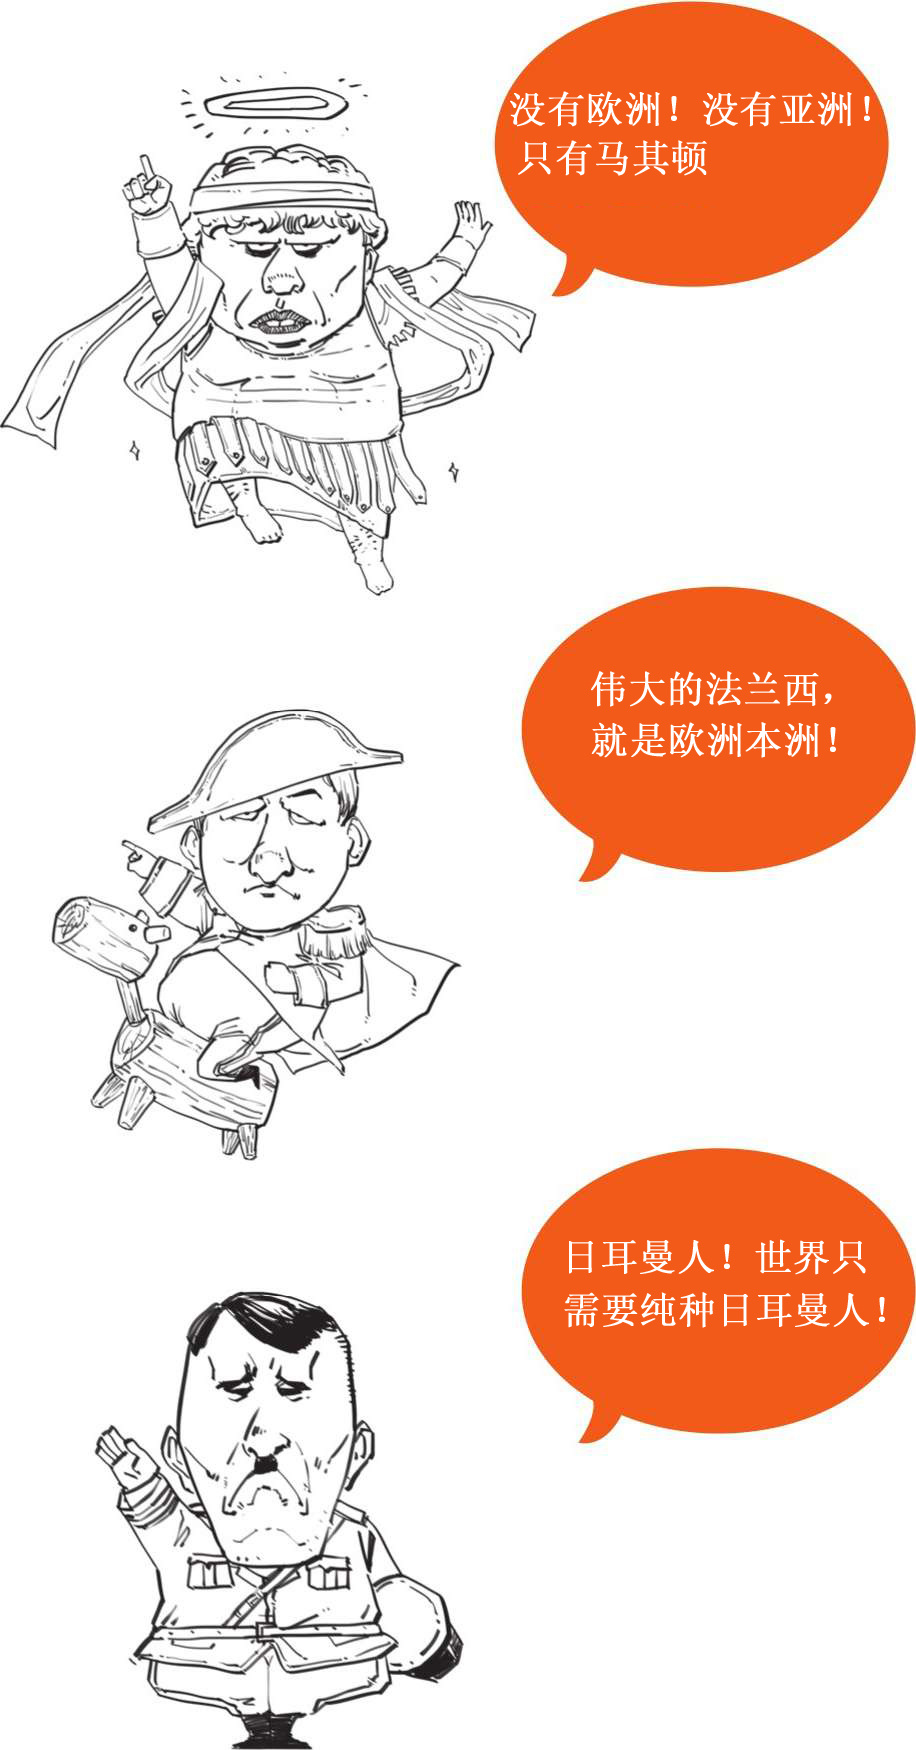 没有欧洲！没有亚洲！
只有马其顿
伟大的法兰西，
就是欧洲本洲！
日耳曼人！世界只
需要纯种日耳曼人！